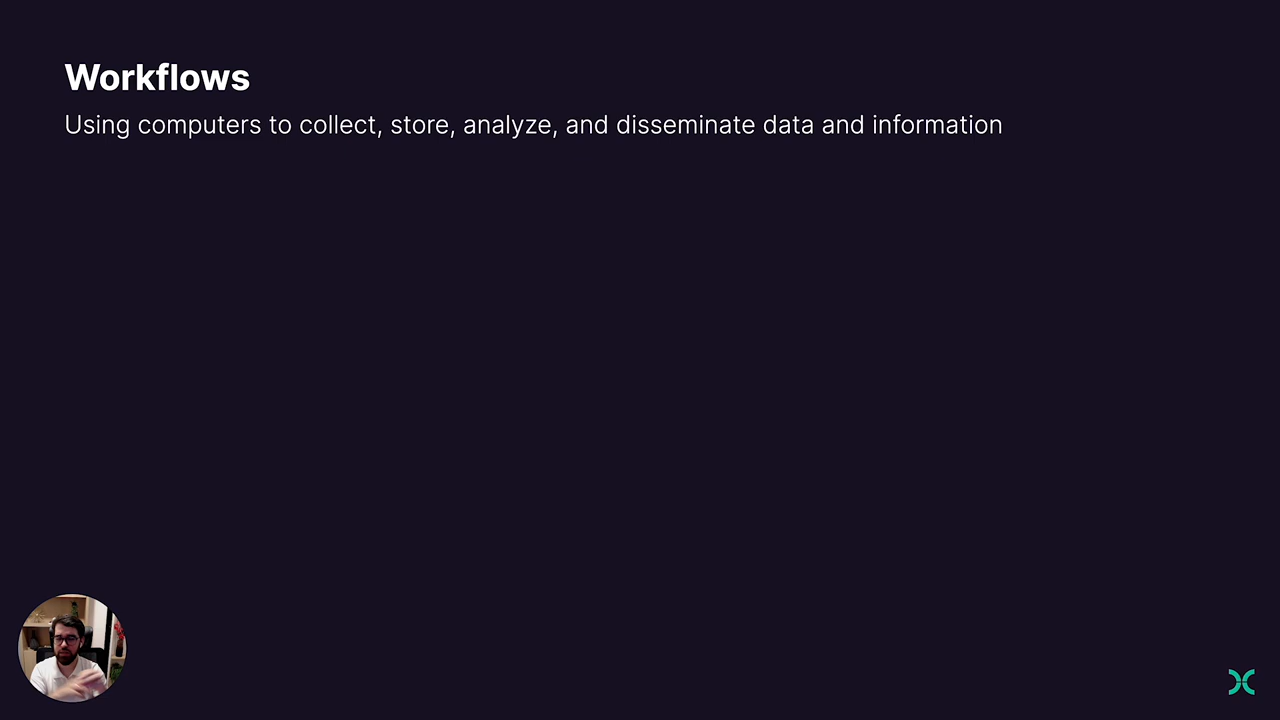 Workflows
Using computers to collect, store, analyze, and disseminate data and information